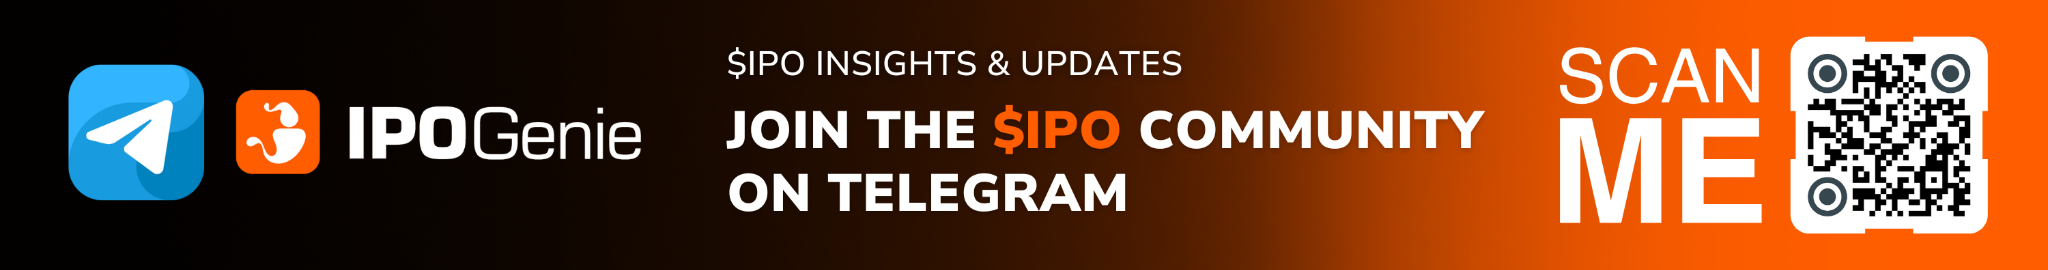 IPOGenie
$IPO INSIGHTS & UPDATES
JOIN THE $IPO COMMUNITY
ON TELEGRAM
SCAN
ME